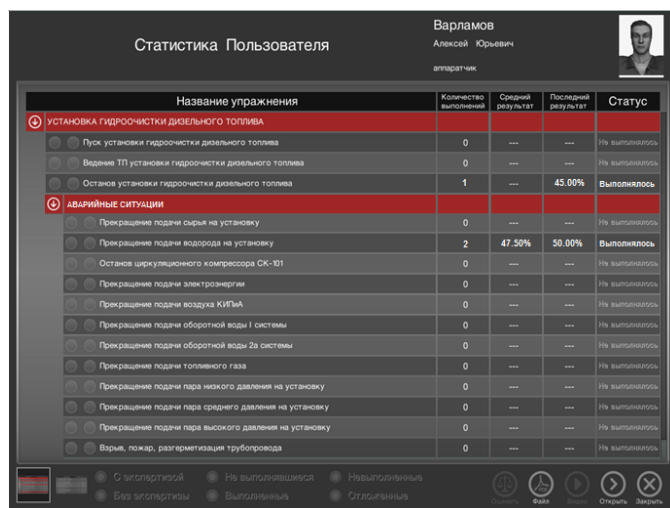 Статистика Пользователя
Варламов
Алексей Юрьевич
аппаратчик
Название упражнения Количество выполнений Средний результат Последний результат Статус
УСТАНОВКА ГИДРООЧИСТКИ ДИЗЕЛЬНОГО ТОПЛИВА
Пуск установки гидроочистки дизельного топлива 0 --- --- Не выполнялось
Ведение ТП установки гидроочистки дизельного топлива 0 --- --- Не выполнялось
Останов установки гидроочистки дизельного топлива 1 --- 45.00% Выполнялось
АВАРИЙНЫЕ СИТУАЦИИ
Прекращение подачи сырья на установку 0 --- --- Не выполнялось
Прекращение подачи водорода на установку 2 47.50% 50.00% Выполнялось
Останов циркуляционного компрессора СК-101 0 --- --- Не выполнялось
Прекращение подачи электроэнергии 0 --- --- Не выполнялось
Прекращение подачи воздуха КИПиА 0 --- --- Не выполнялось
Прекращение подачи оборотной воды I системы 0 --- --- Не выполнялось
Прекращение подачи оборотной воды 2а системы 0 --- --- Не выполнялось
Прекращение подачи топливного газа 0 --- --- Не выполнялось
Прекращение подачи пара низкого давления на установку 0 --- --- Не выполнялось
Прекращение подачи пара среднего давления на установку 0 --- --- Не выполнялось
Прекращение подачи пара высокого давления на установку 0 --- --- Не выполнялось
Взрыв, пожар, разгерметизация трубопровода 0 --- --- Не выполнялось
С экспертизой Не выполнявшиеся Невыполненные
Без экспертизы Выполненные Отложенные
Оценить Файл Видео Открыть Закрыть